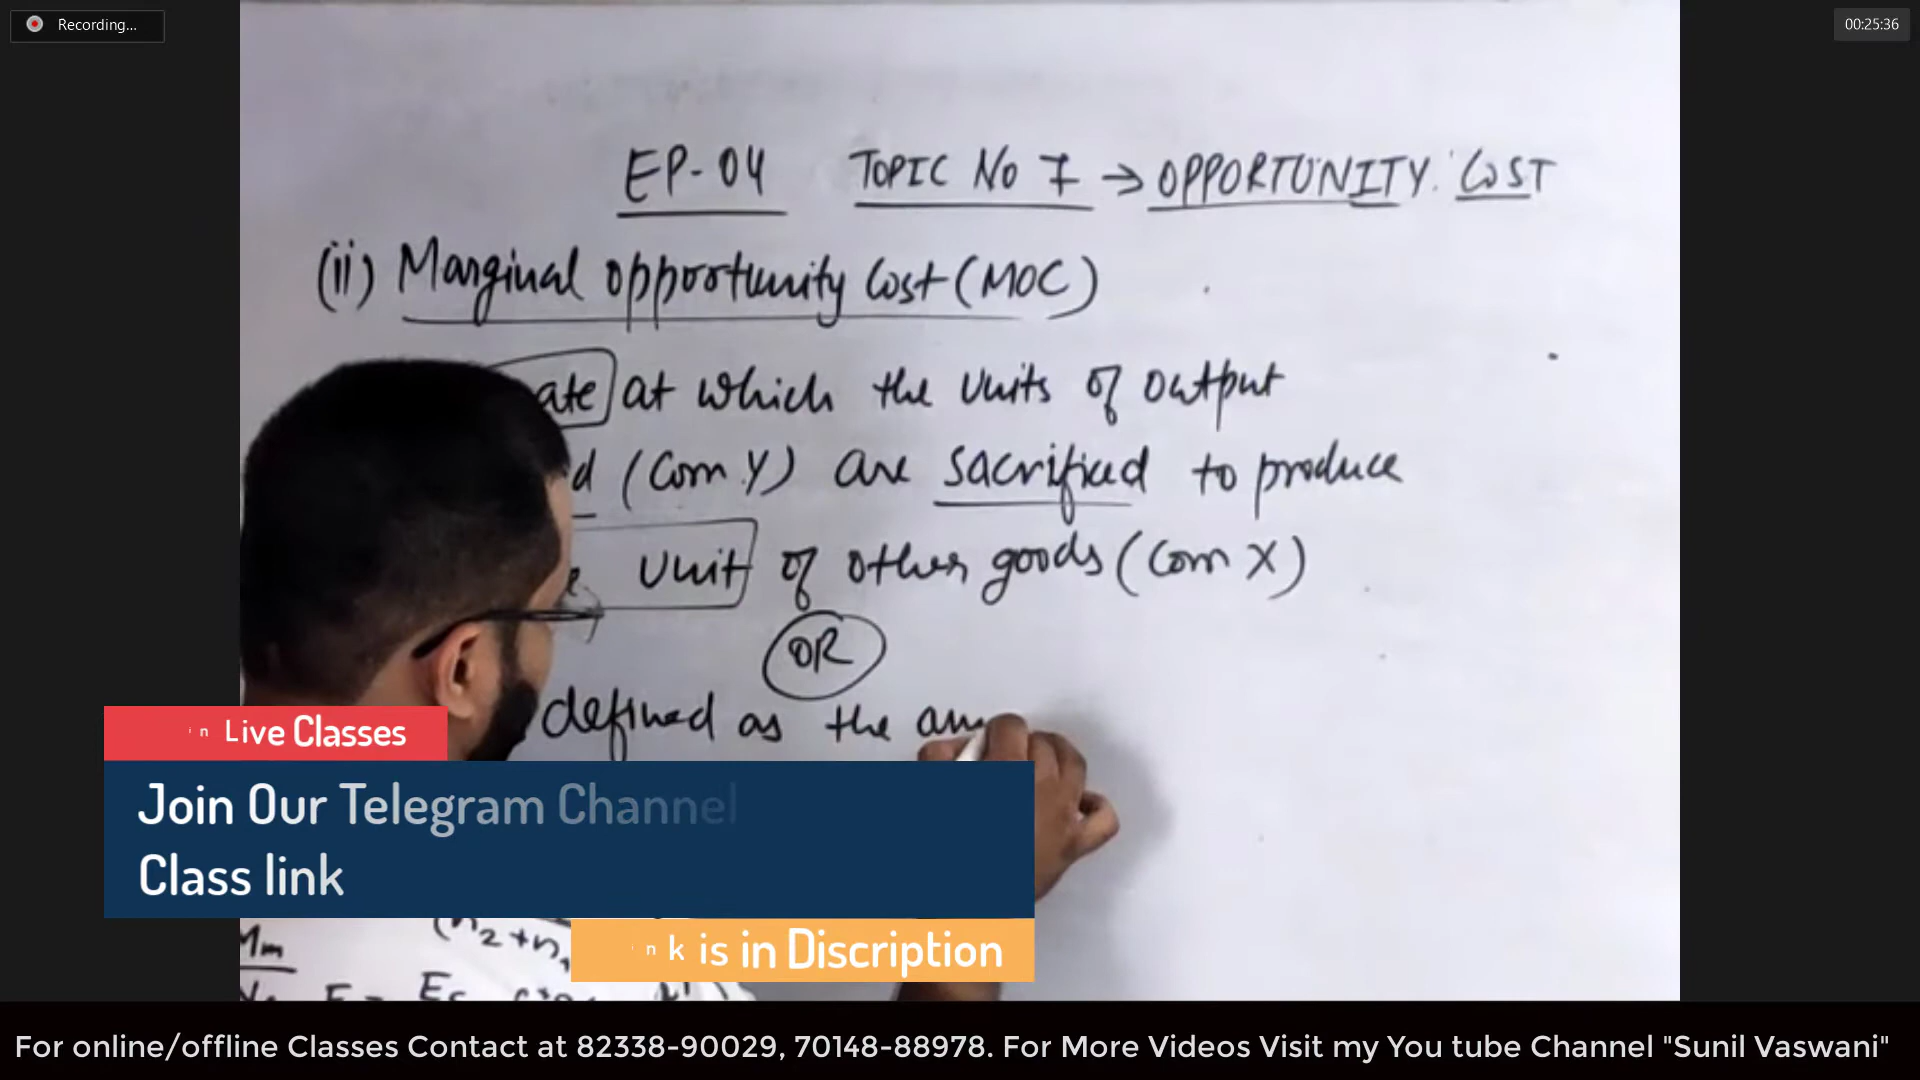 Recording...
00:25:36
EP-04 TOPIC No 7 → OPPORTUNITY COST
(ii) Marginal opportunity Cost (MOC)
ate at which the Units of output
d (Com Y) are sacrificed to produce
Unit of other goods (Com X)
OR
defined as the am
in Live Classes
Join Our Telegram Channel
Class link
nk is in Discription
For online/offline Classes Contact at 82338-90029, 70148-88978. For More Videos Visit my You tube Channel "Sunil Vaswani"